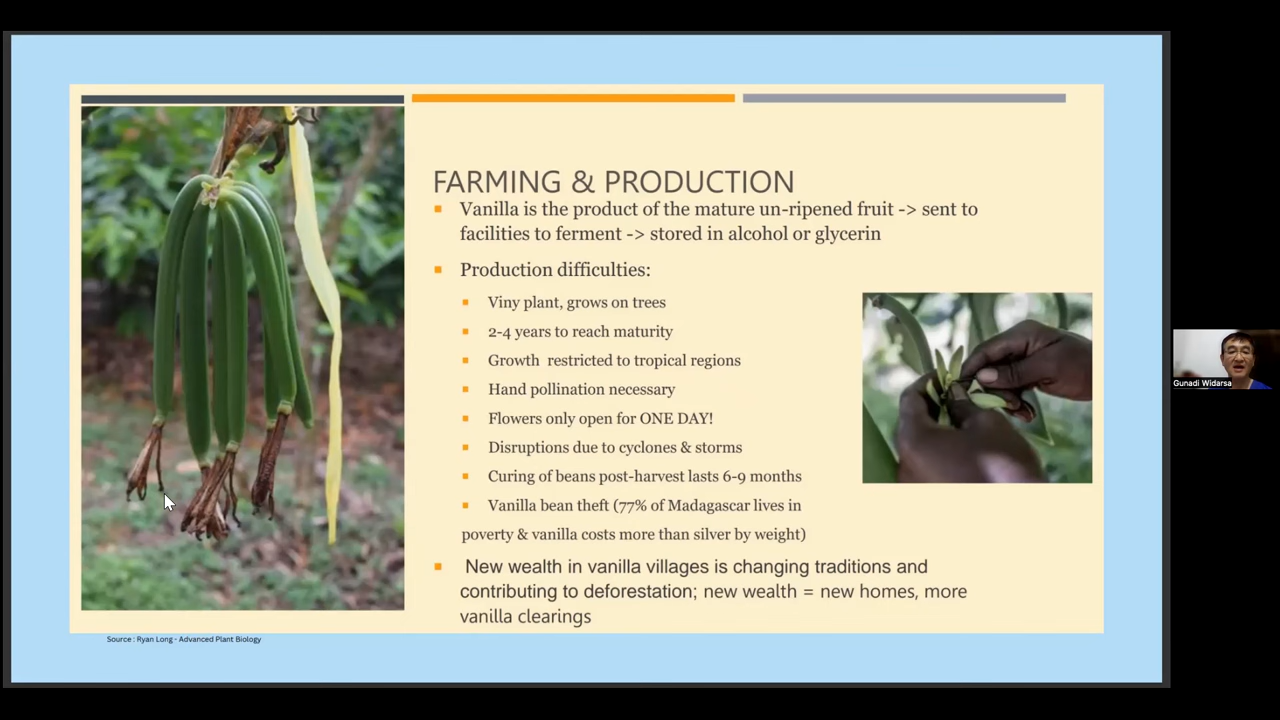 FARMING & PRODUCTION
Vanilla is the product of the mature un-ripened fruit -> sent to
facilities to ferment -> stored in alcohol or glycerin
Production difficulties:
Viny plant, grows on trees
2-4 years to reach maturity
Growth restricted to tropical regions
Hand pollination necessary
Flowers only open for ONE DAY!
Disruptions due to cyclones & storms
Curing of beans post-harvest lasts 6-9 months
Vanilla bean theft (77% of Madagascar lives in
poverty & vanilla costs more than silver by weight)
New wealth in vanilla villages is changing traditions and
contributing to deforestation; new wealth = new homes, more
vanilla clearings
Source : Ryan Long - Advanced Plant Biology
Gunadi Widarsa